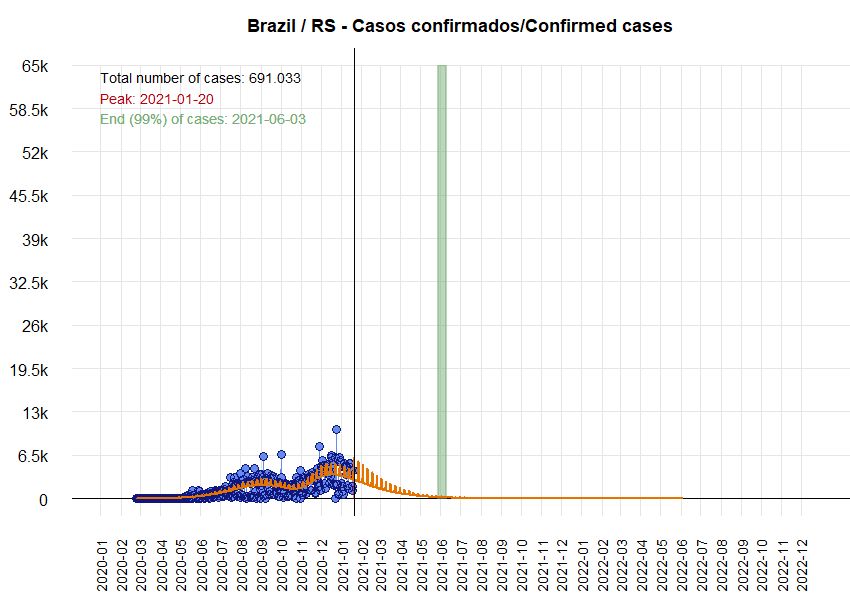 Brazil / RS - Casos confirmados/Confirmed cases
65k
Total number of cases: 691.033
Peak: 2021-01-20
58.5k
End (99%) of cases: 2021-06-03
52k
45.5k
39k
32.5k
26k
19.5k
13k
6.5k
0
2020-01
2020-02
2020-03
2020-04
2020-05
2020-06
2020-07
2020-08
2020-09
2020-10
2020-11
2020-12
2021-01
2021-02
2021-03
2021-04
2021-05
2021-06
2021-07
2021-08
2021-09
2021-10
2021-11
2021-12
2022-01
2022-02
2022-03
2022-04
2022-05
2022-06
2022-07
2022-08
2022-09
2022-10
2022-11
2022-12